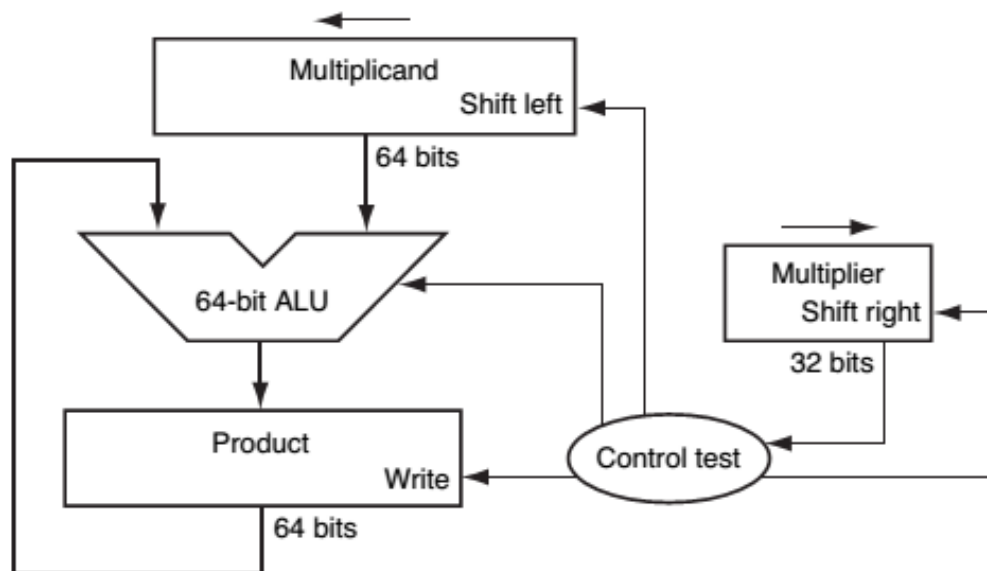 Multiplicand
Shift left
64 bits
64-bit ALU
Multiplier
Shift right
32 bits
Product
Write
Control test
64 bits